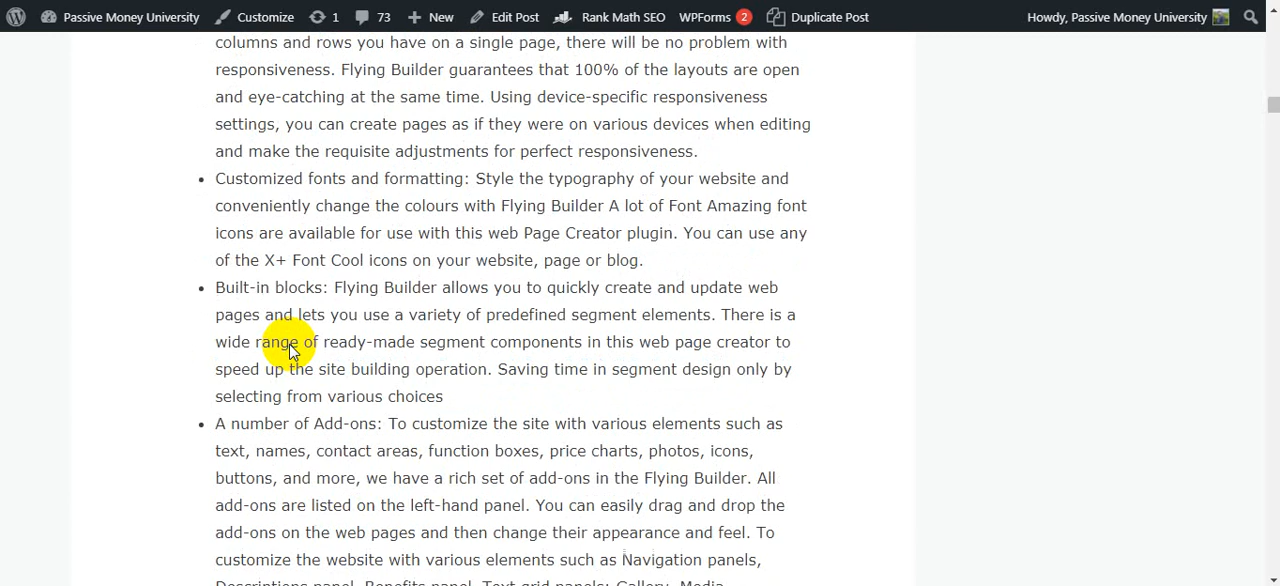 Passive Money University Customize 1 73 New Edit Post Rank Math SEO WPForms 2 Duplicate Post Howdy, Passive Money University
columns and rows you have on a single page, there will be no problem with
responsiveness. Flying Builder guarantees that 100% of the layouts are open
and eye-catching at the same time. Using device-specific responsiveness
settings, you can create pages as if they were on various devices when editing
and make the requisite adjustments for perfect responsiveness.
• Customized fonts and formatting: Style the typography of your website and
conveniently change the colours with Flying Builder A lot of Font Amazing font
icons are available for use with this web Page Creator plugin. You can use any
of the X+ Font Cool icons on your website, page or blog.
• Built-in blocks: Flying Builder allows you to quickly create and update web
pages and lets you use a variety of predefined segment elements. There is a
wide range of ready-made segment components in this web page creator to
speed up the site building operation. Saving time in segment design only by
selecting from various choices
• A number of Add-ons: To customize the site with various elements such as
text, names, contact areas, function boxes, price charts, photos, icons,
buttons, and more, we have a rich set of add-ons in the Flying Builder. All
add-ons are listed on the left-hand panel. You can easily drag and drop the
add-ons on the web pages and then change their appearance and feel. To
customize the website with various elements such as Navigation panels,
Descriptions panel, Benefits panel, Text grid panels; Gallery, Media